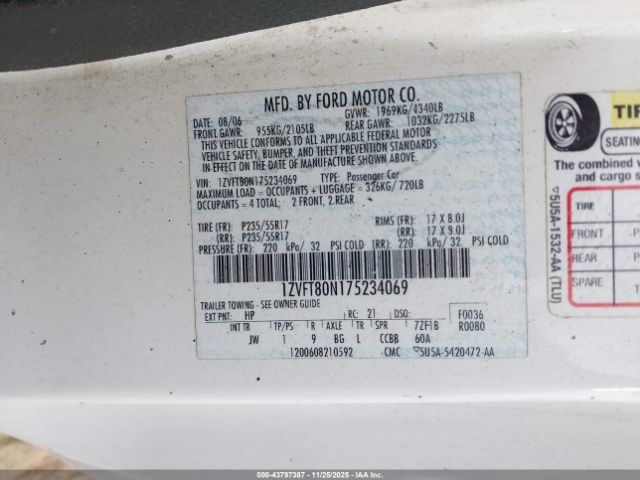 MFD. BY FORD MOTOR CO.
DATE: 08/06
GVWR: 1969KG/4340LB
FRONT GAWR: 955KG/2105LB
REAR GAWR: 1032KG/2275LB
THIS VEHICLE CONFORMS TO ALL APPLICABLE FEDERAL MOTOR
VEHICLE SAFETY, BUMPER, AND THEFT PREVENTION STANDARDS
IN EFFECT ON THE DATE OF MANUFACTURE SHOWN ABOVE.
VIN: 1ZVFT80N175234069 TYPE: Passenger Car
MAXIMUM LOAD = OCCUPANTS + LUGGAGE = 326KG/720LB
OCCUPANTS = 4 TOTAL: 2 FRONT, 2 REAR
TIRE (FR): P235/55R17 RIMS (FR): 17 X 8.0J
(RR): P235/55R17 (RR): 17 X 9.0J
PRESSURE (FR): 220 kPa/ 32 PSI COLD (RR): 220 kPa/ 32 PSI COLD
1ZVFT80N175234069
TRAILER TOWING - SEE OWNER GUIDE
EXT PNT: HP RC: 21 DSO: F0036
INT TR TP/PS R AXLE TR SPR 7ZF1B R0080
JW 1 9 BG L CCBB 60A
1200608210592 CMC 5U5A-5420472-AA
TIR
SEATING
The combined w
and cargo s
TIRE
FRONT P
REAR P
SPARE T
5U5A-1532-AA (TLU)
000-43797387 - 11/25/2025 - IAAI.COM